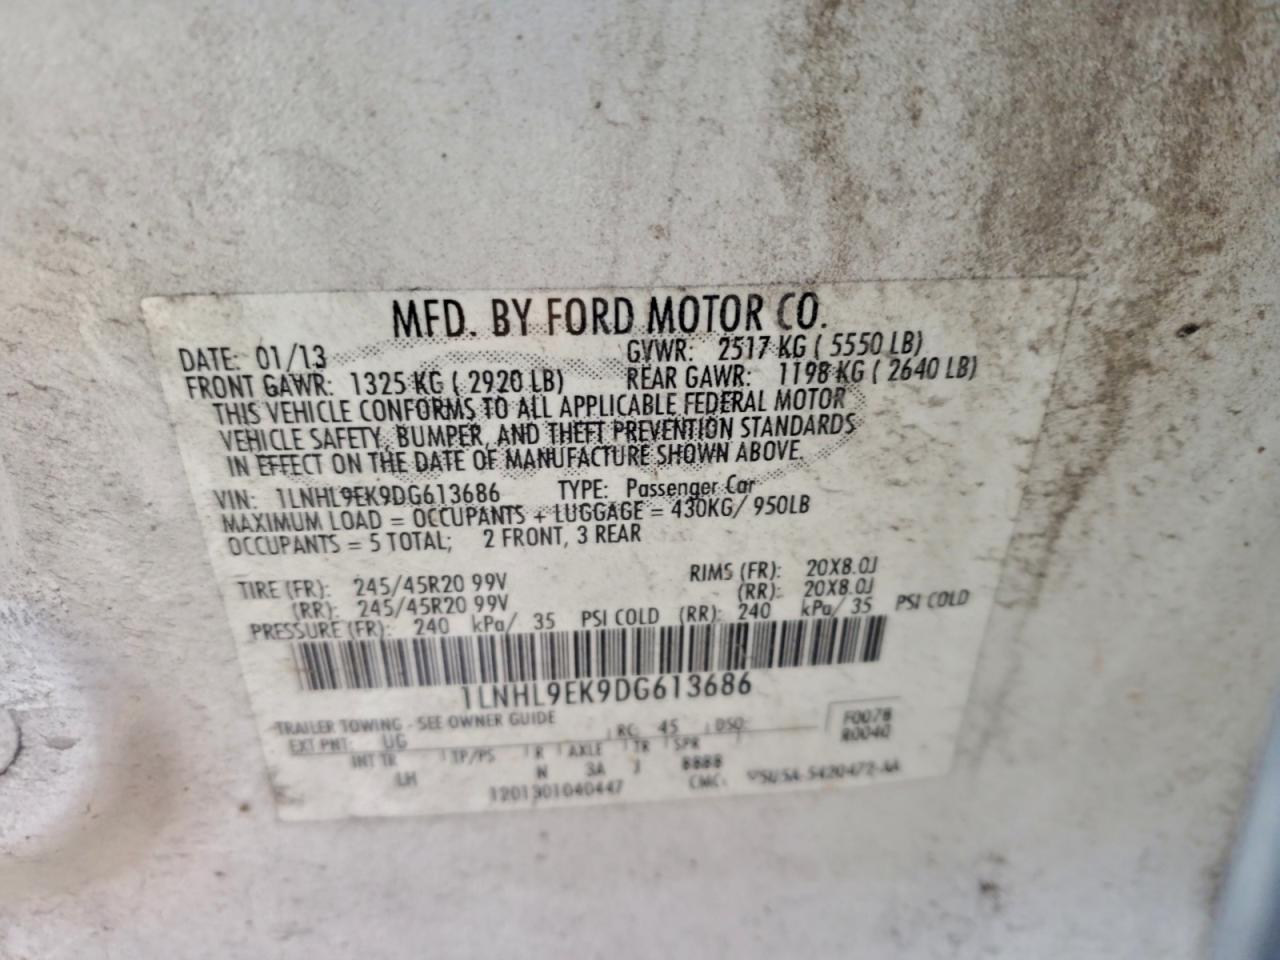 MFD. BY FORD MOTOR CO.
DATE: 01/13 GVWR: 2517 KG ( 5550 LB)
FRONT GAWR: 1325 KG ( 2920 LB) REAR GAWR: 1198 KG ( 2640 LB)
THIS VEHICLE CONFORMS TO ALL APPLICABLE FEDERAL MOTOR
VEHICLE SAFETY, BUMPER, AND THEFT PREVENTION STANDARDS
IN EFFECT ON THE DATE OF MANUFACTURE SHOWN ABOVE.
VIN: 1LNHL9EK9DG613686 TYPE: Passenger Car
MAXIMUM LOAD = OCCUPANTS + LUGGAGE = 430KG/ 950LB
OCCUPANTS = 5 TOTAL; 2 FRONT, 3 REAR
TIRE (FR): 245/45R20 99V RIMS (FR): 20X8.0J
(RR): 245/45R20 99V (RR): 20X8.0J
PRESSURE (FR): 240 kPa/ 35 PSI COLD (RR): 240 kPa/ 35 PSI COLD
1LNHL9EK9DG613686
TRAILER TOWING - SEE OWNER GUIDE
EXT PNT: UG RC: 45 DSO: F0078
R0040
INT TR TP/PS R AXLE TR SPR
LH N 3A J 8888
1201301040447 CMC: